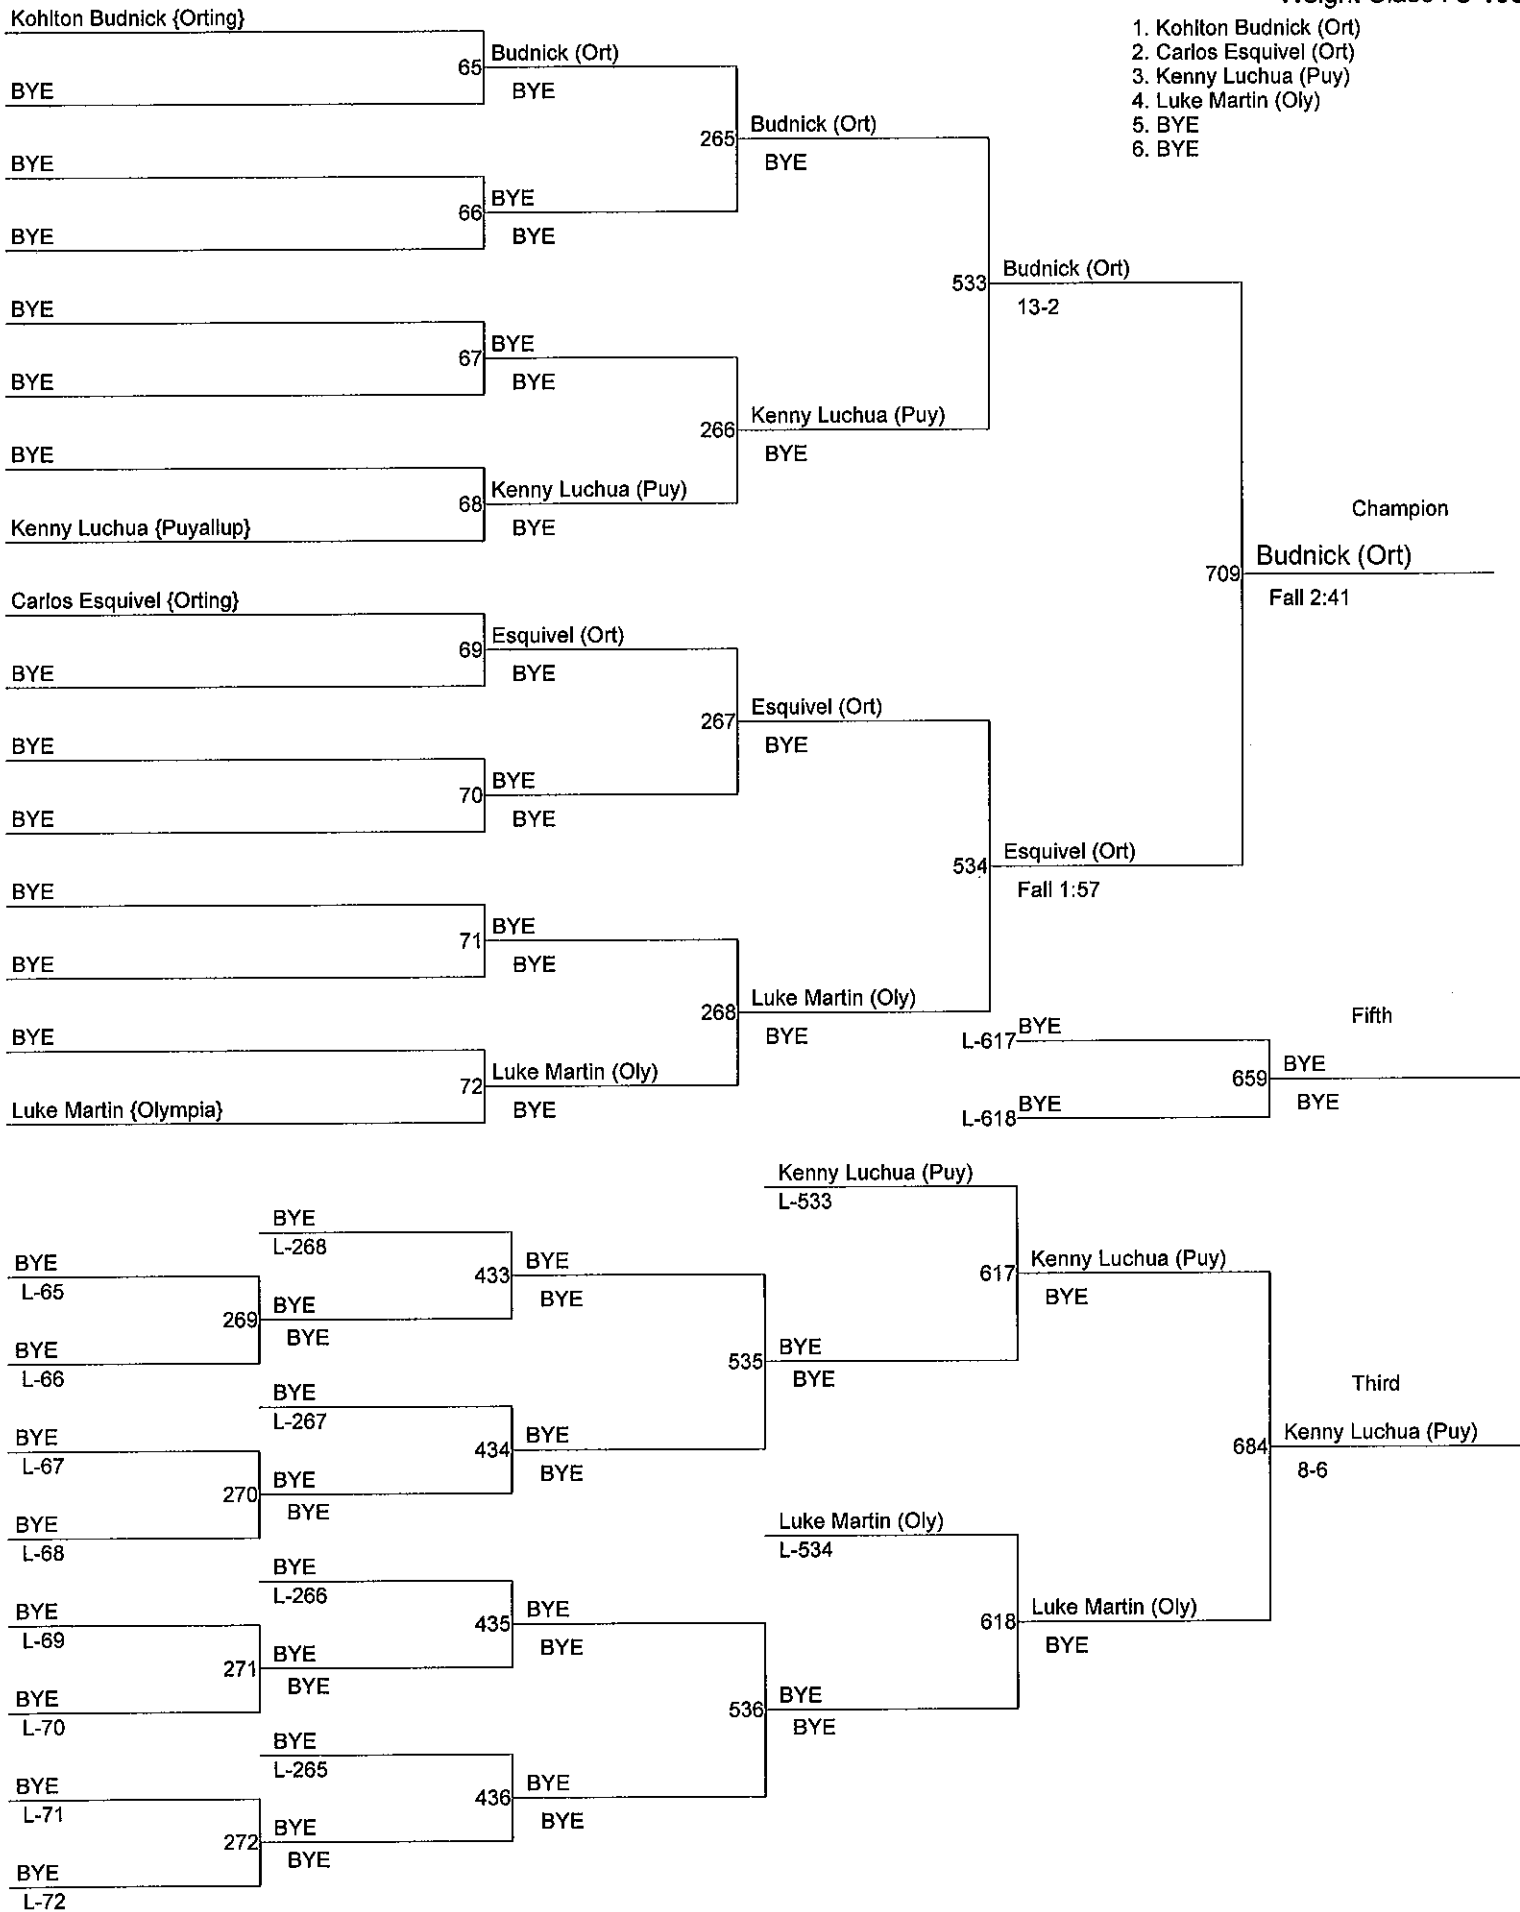 Kohlton Budnick {Orting}
1. Kohlton Budnick (Ort)
2. Carlos Esquivel (Ort)
3. Kenny Luchua (Puy)
4. Luke Martin (Oly)
5. BYE
6. BYE
65 Budnick (Ort)
BYE
BYE
265 Budnick (Ort)
BYE
BYE
66 BYE
BYE
BYE
533 Budnick (Ort)
13-2
BYE
67 BYE
BYE
BYE
266 Kenny Luchua (Puy)
BYE
BYE
68 Kenny Luchua (Puy)
BYE
Kenny Luchua {Puyallup}
Champion
709 Budnick (Ort)
Fall 2:41
Carlos Esquivel {Orting}
69 Esquivel (Ort)
BYE
BYE
267 Esquivel (Ort)
BYE
BYE
70 BYE
BYE
BYE
534 Esquivel (Ort)
Fall 1:57
BYE
71 BYE
BYE
BYE
268 Luke Martin (Oly)
BYE
BYE
72 Luke Martin (Oly)
BYE
Luke Martin {Olympia}
Fifth
L-617 BYE
659 BYE
BYE
L-618 BYE
Kenny Luchua (Puy)
L-533
BYE
L-268
BYE
L-65
433 BYE
BYE
617 Kenny Luchua (Puy)
BYE
269 BYE
BYE
BYE
L-66
535 BYE
BYE
BYE
L-267
Third
BYE
L-67
434 BYE
BYE
684 Kenny Luchua (Puy)
8-6
270 BYE
BYE
BYE
L-68
Luke Martin (Oly)
L-534
BYE
L-266
BYE
L-69
435 BYE
BYE
618 Luke Martin (Oly)
BYE
271 BYE
BYE
BYE
L-70
536 BYE
BYE
BYE
L-265
BYE
L-71
436 BYE
BYE
272 BYE
BYE
BYE
L-72